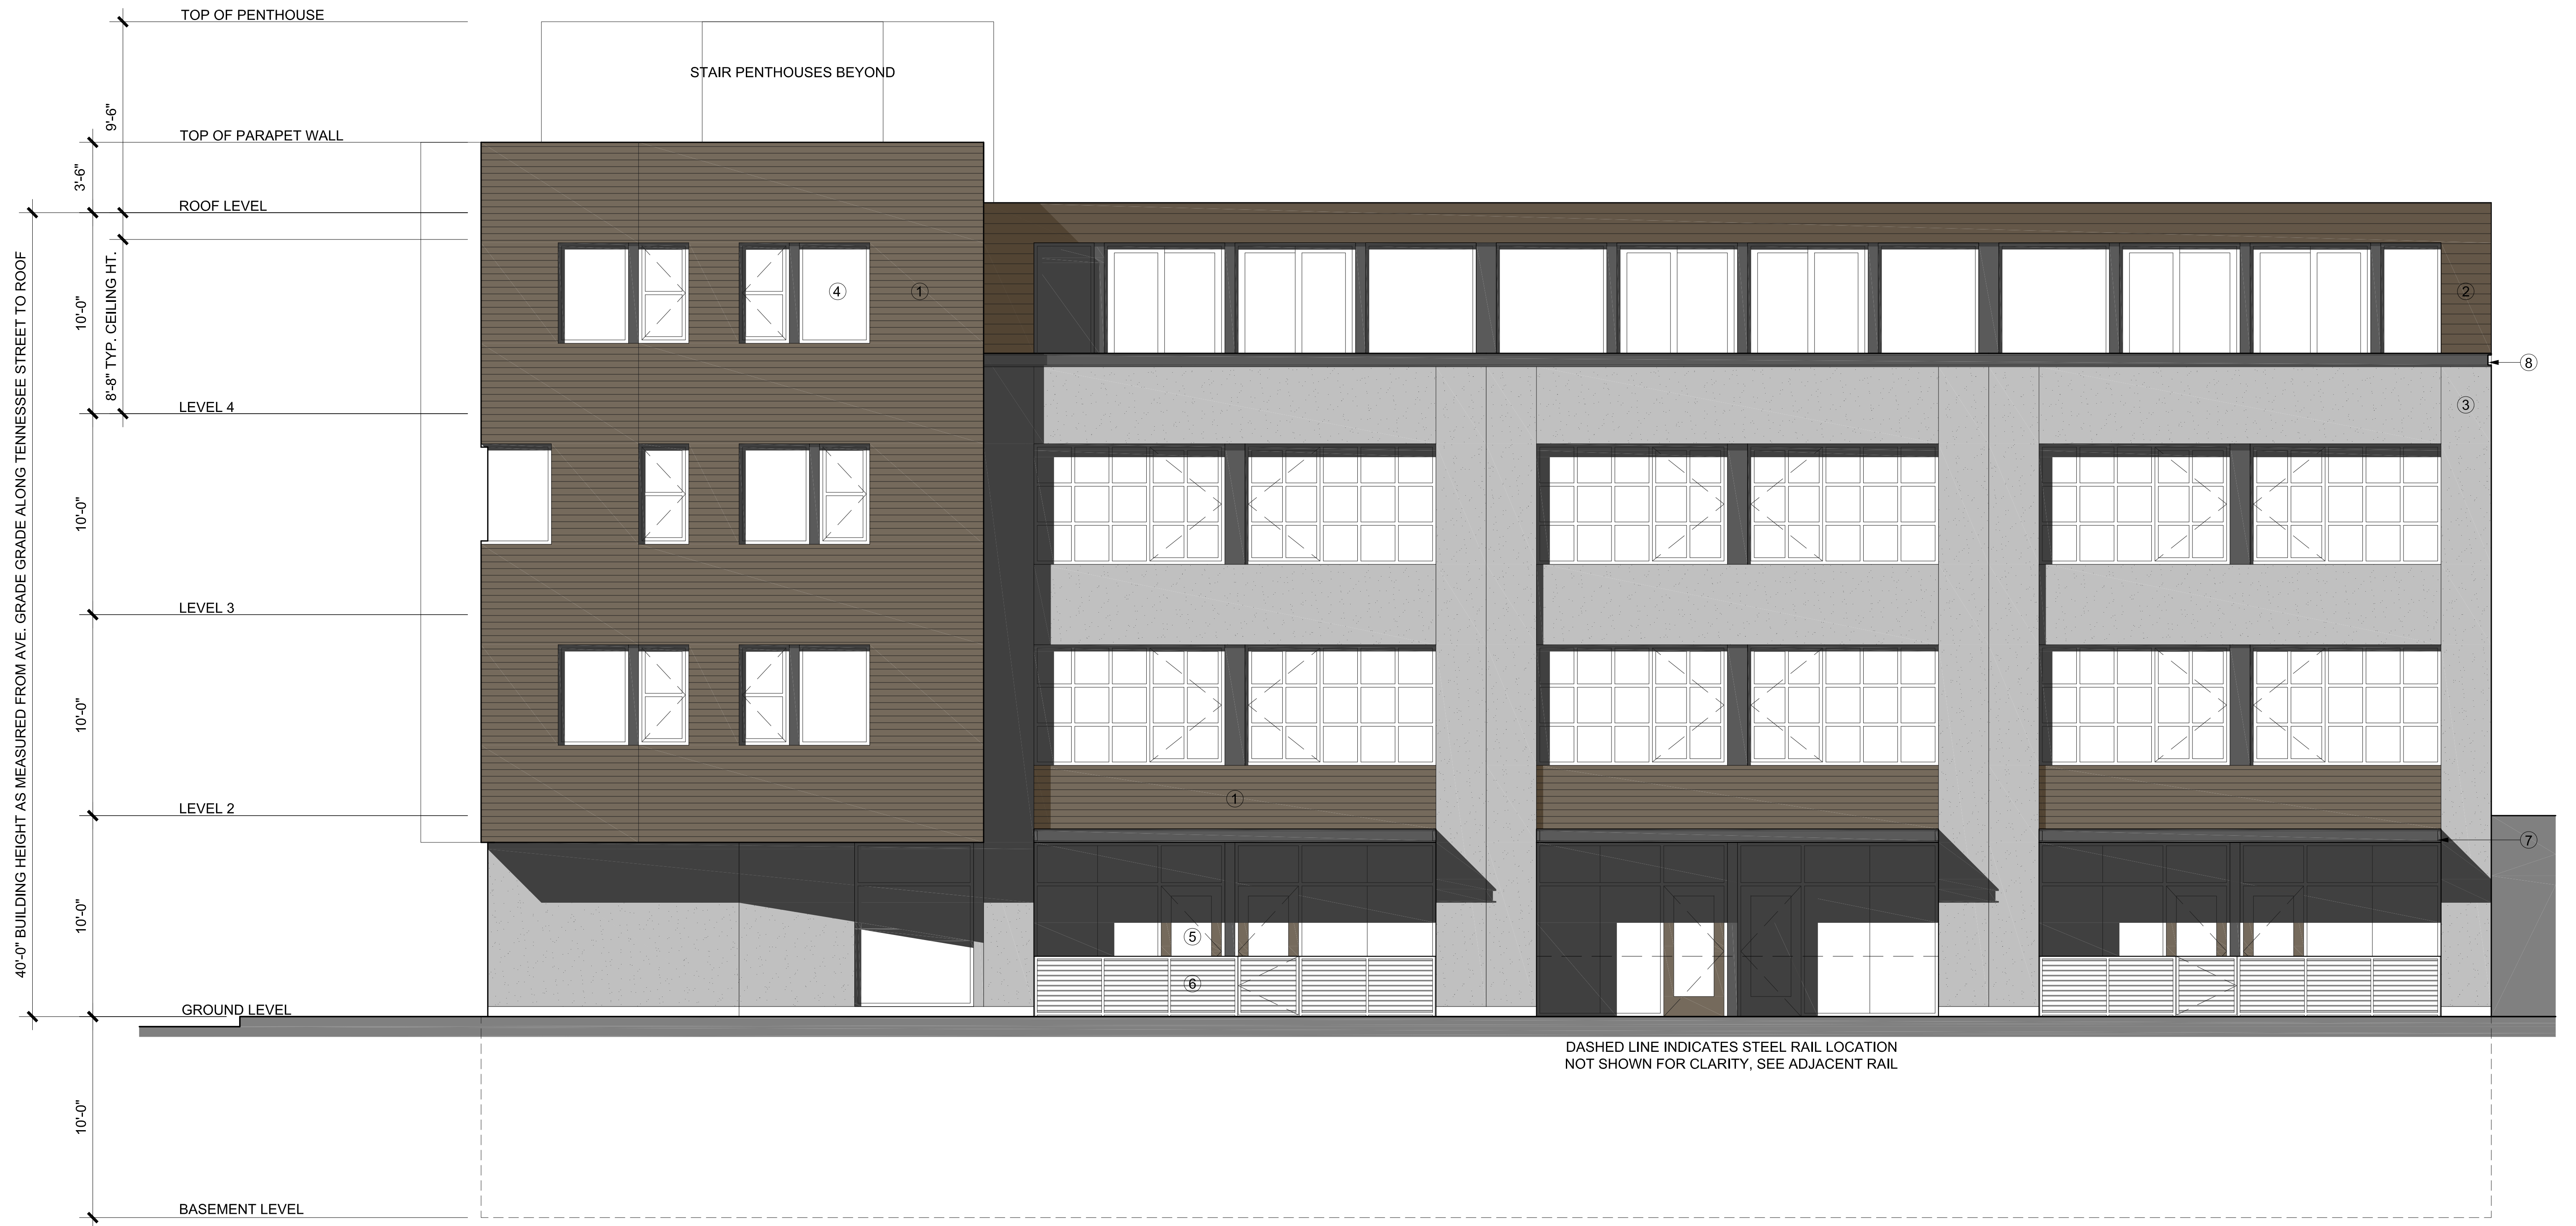 TOP OF PENTHOUSE
STAIR PENTHOUSES BEYOND
9'-6"
TOP OF PARAPET WALL
3'-6"
ROOF LEVEL
40'-0" BUILDING HEIGHT AS MEASURED FROM AVE. GRADE GRADE ALONG TENNESSEE STREET TO ROOF
10'-0"
8'-8" TYP. CEILING HT.
4
1
2
8
LEVEL 4
3
10'-0"
LEVEL 3
10'-0"
LEVEL 2
1
7
10'-0"
5
6
GROUND LEVEL
DASHED LINE INDICATES STEEL RAIL LOCATION
NOT SHOWN FOR CLARITY, SEE ADJACENT RAIL
10'-0"
BASEMENT LEVEL